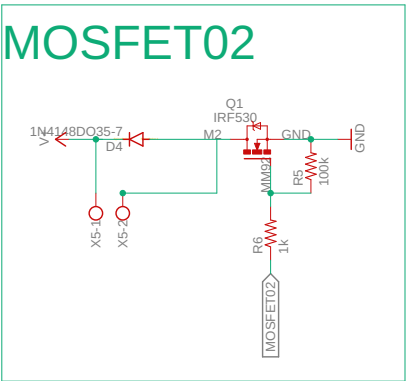 MOSFET02
Q1
IRF530
1N4148DO35-7
D4
V
M2
GND
GND
MM92
R5
100k
X5-1
X5-2
R6
1k
MOSFET02